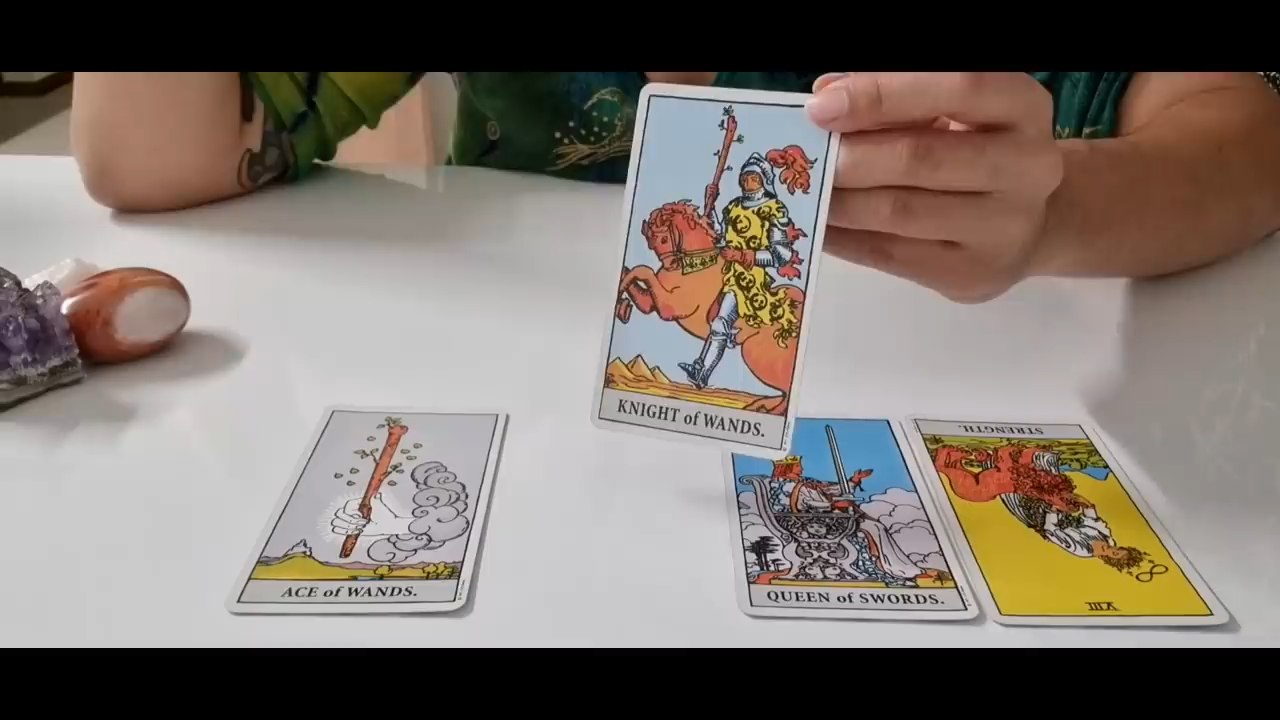 KNIGHT of WANDS.
ACE of WANDS.
QUEEN of SWORDS.
STRENGTH.
VIII